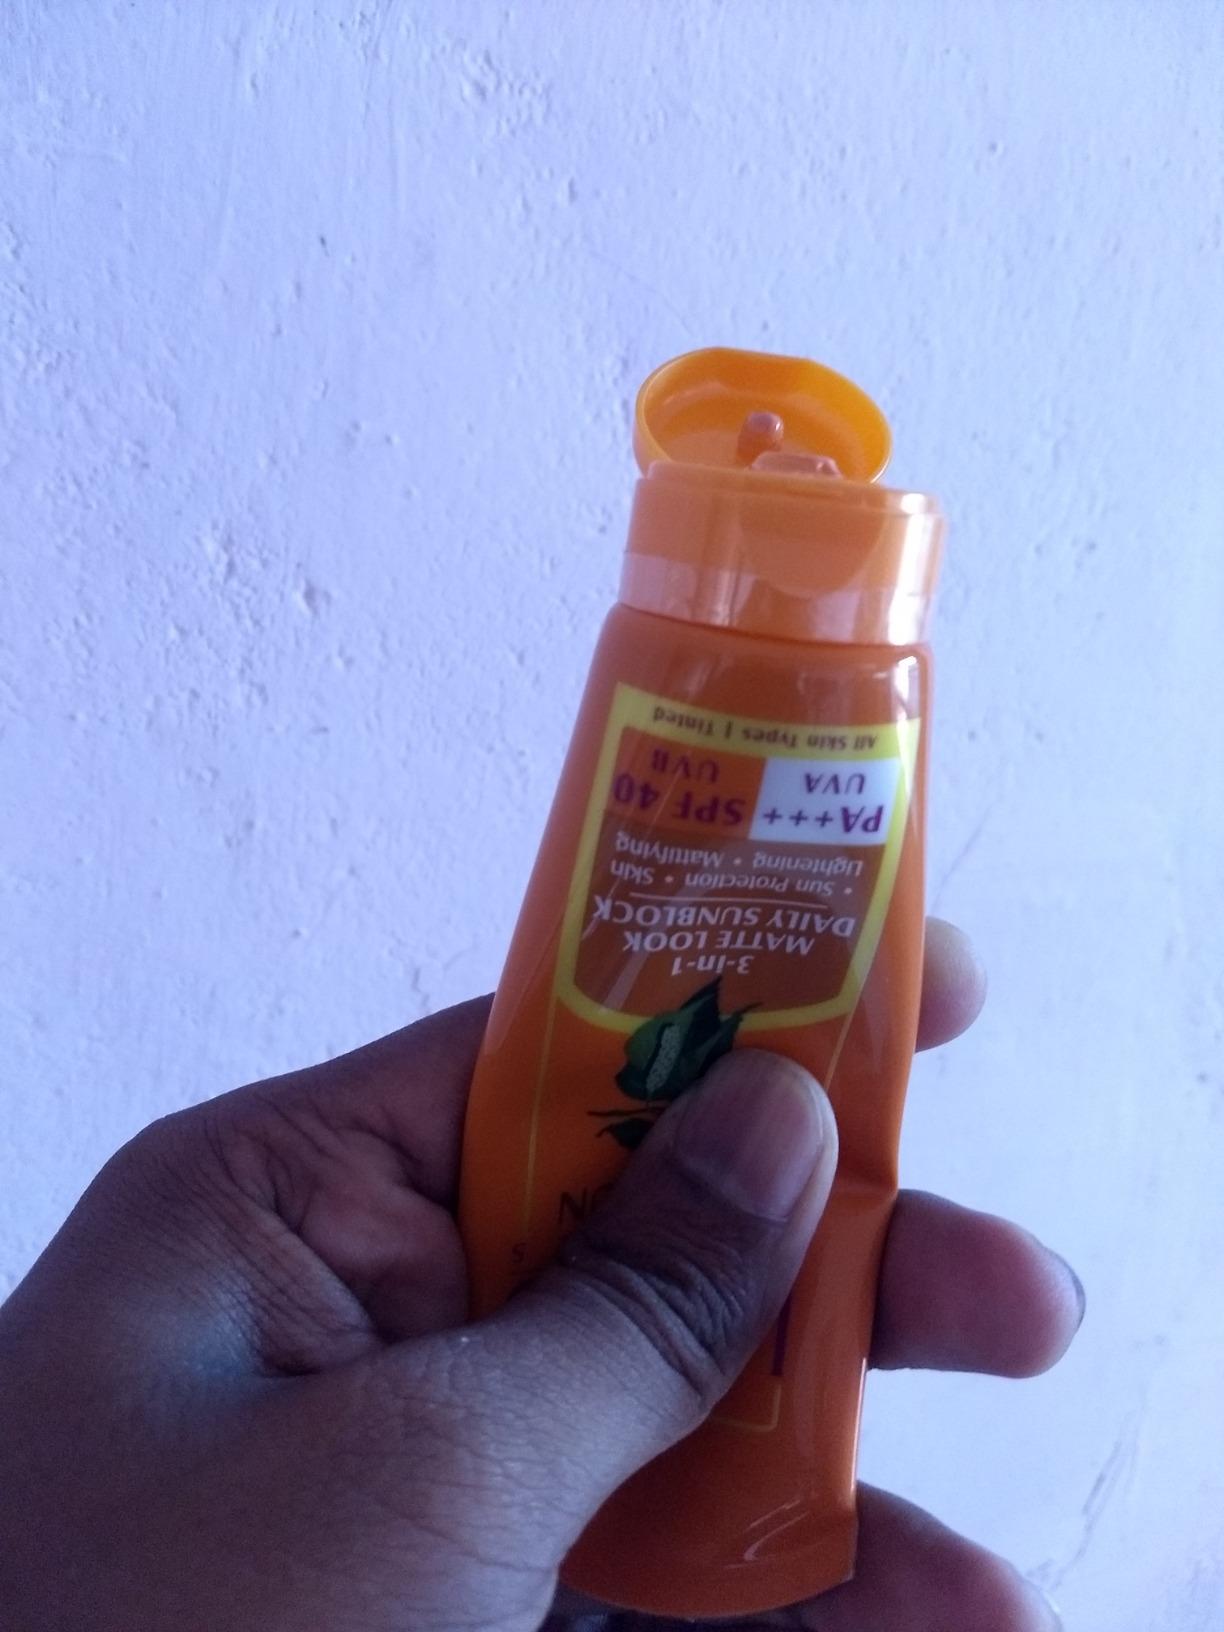 3-in-1
MATTE LOOK
DAILY SUNBLOCK
• Sun Protection • Skin
Lightening • Mattifying
PA+++ SPF 40
UVA UVB
All Skin Types | Tinted